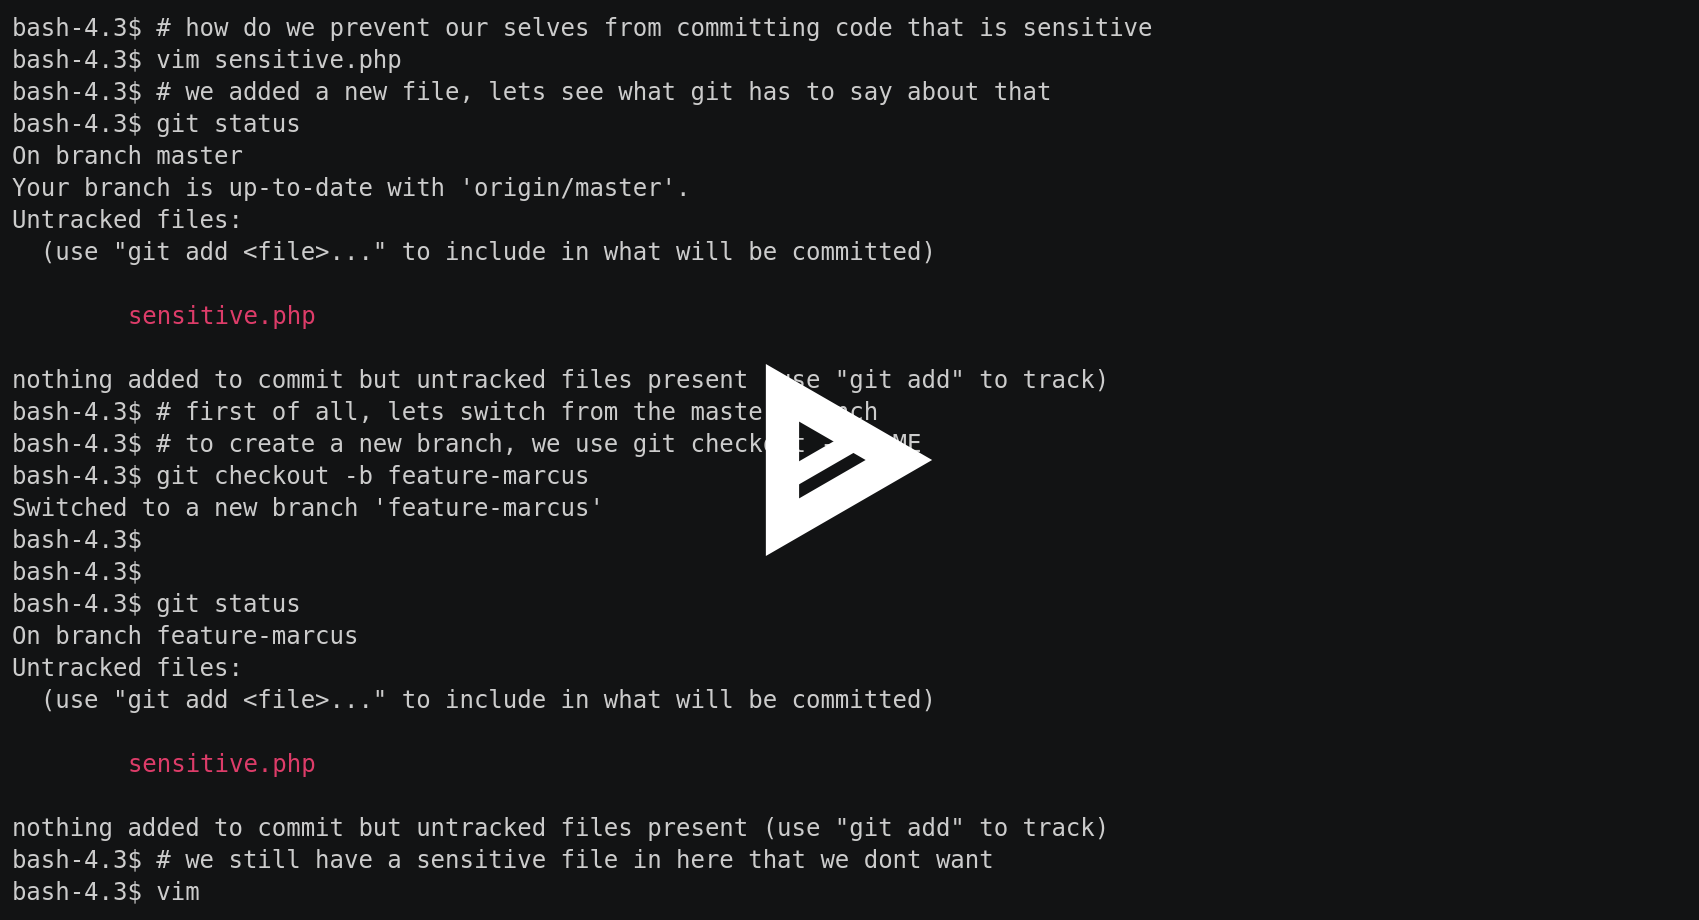 bash-4.3$ # how do we prevent our selves from committing code that is sensitive
bash-4.3$ vim sensitive.php
bash-4.3$ # we added a new file, lets see what git has to say about that
bash-4.3$ git status
On branch master
Your branch is up-to-date with 'origin/master'.
Untracked files:
  (use "git add <file>..." to include in what will be committed)
        sensitive.php
nothing added to commit but untracked files present (use "git add" to track)
bash-4.3$ # first of all, lets switch from the master branch
bash-4.3$ # to create a new branch, we use git checkout
bash-4.3$ git checkout -b feature-marcus
Switched to a new branch 'feature-marcus'
bash-4.3$
bash-4.3$
bash-4.3$ git status
On branch feature-marcus
Untracked files:
  (use "git add <file>..." to include in what will be committed)
        sensitive.php
nothing added to commit but untracked files present (use "git add" to track)
bash-4.3$ # we still have a sensitive file in here that we dont want
bash-4.3$ vim